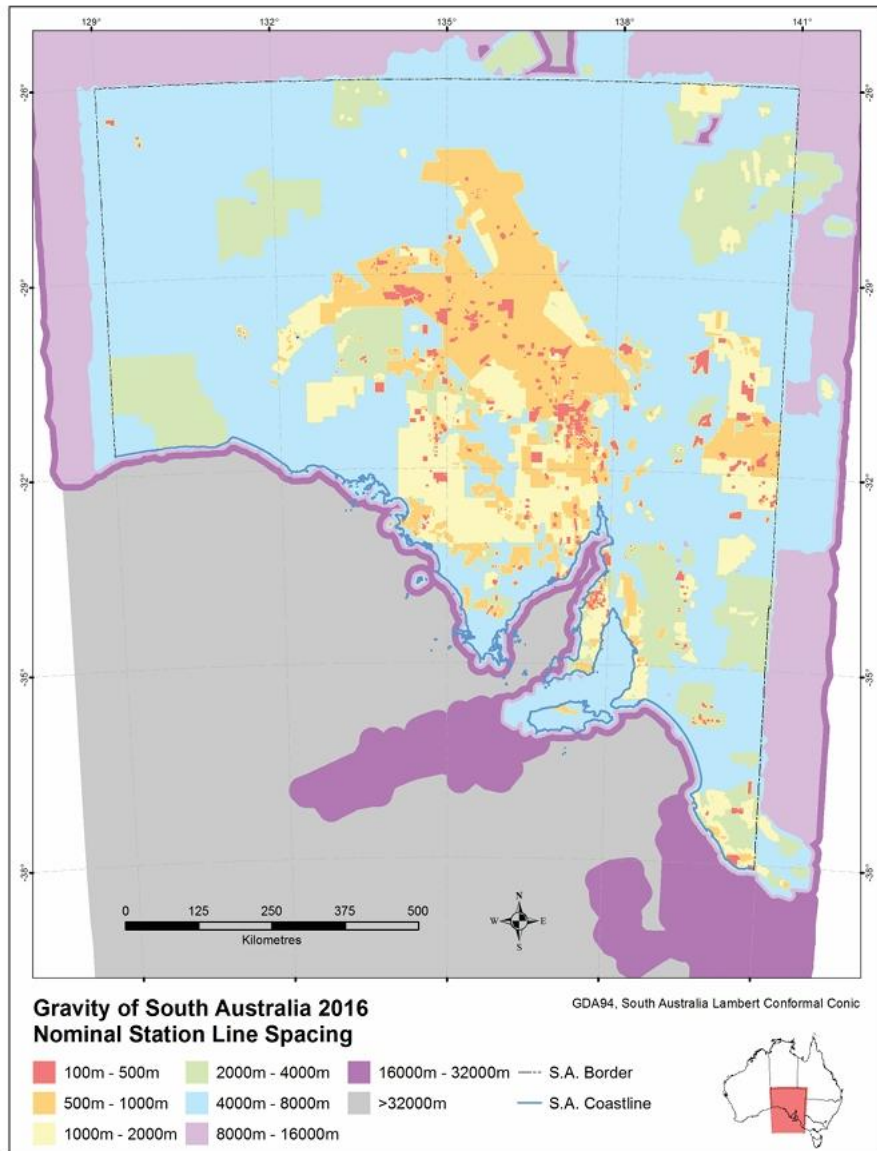 129° 132° 135° 138° 141°
-26° -26°
-29° -29°
-32° -32°
-35° -35°
-38° -38°
0 125 250 375 500
Kilometres
N
W E
S
Gravity of South Australia 2016
Nominal Station Line Spacing
GDA94, South Australia Lambert Conformal Conic
100m - 500m 2000m - 4000m 16000m - 32000m S.A. Border
500m - 1000m 4000m - 8000m >32000m S.A. Coastline
1000m - 2000m 8000m - 16000m